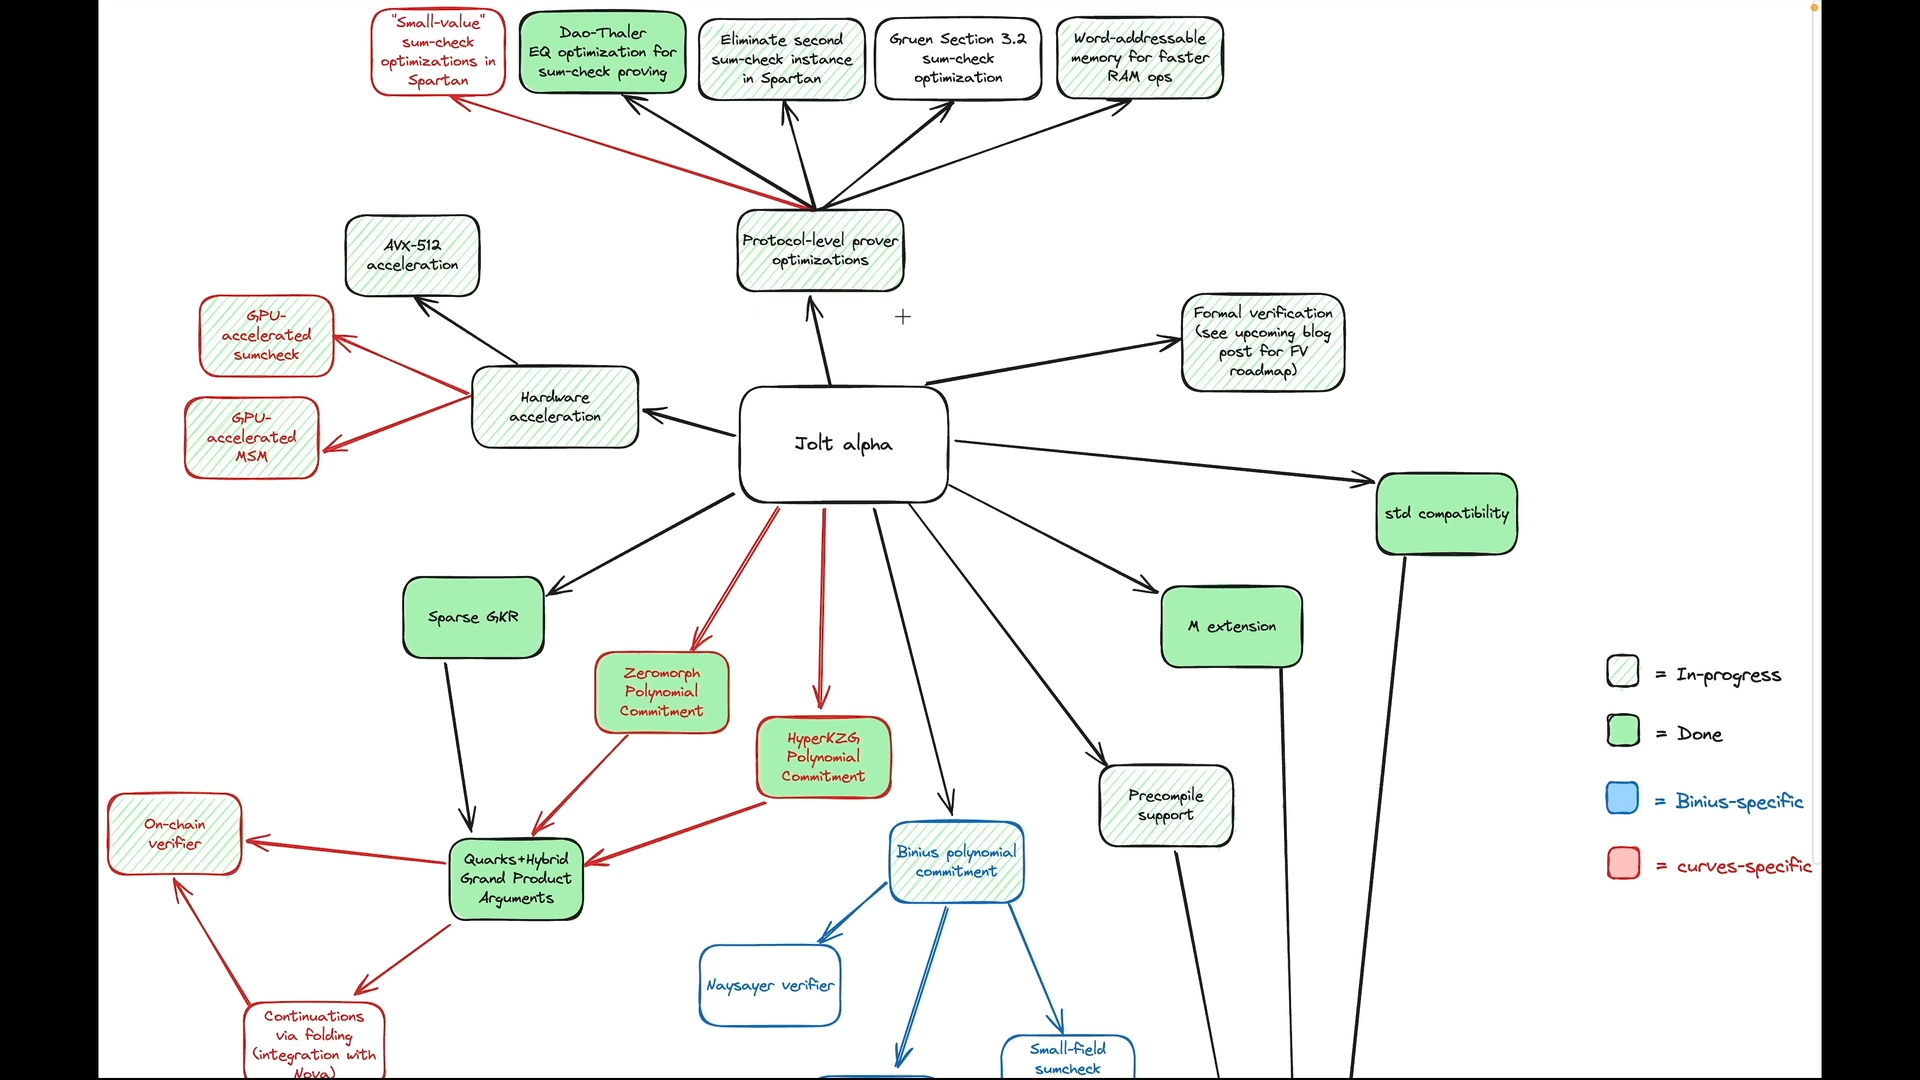 "Small-value"
sum-check
optimizations in
Spartan
Dao-Thaler
EQ optimization for
sum-check proving
Eliminate second
sum-check instance
in Spartan
Gruen Section 3.2
sum-check
optimization
Word-addressable
memory for faster
RAM ops
AVX-512
acceleration
Protocol-level prover
optimizations
GPU-
accelerated
sumcheck
Formal verification
(see upcoming blog
post for FV
roadmap)
Hardware
acceleration
GPU-
accelerated
MSM
Jolt alpha
std compatibility
Sparse GKR
M extension
Zeromorph
Polynomial
Commitment
HyperKZG
Polynomial
Commitment
= In-progress
= Done
= Binius-specific
= curves-specific
Precompile
support
On-chain
verifier
Quarks+Hybrid
Grand Product
Arguments
Binius polynomial
commitment
Naysayer verifier
Continuations
via folding
(integration with
Nova)
Small-field
sumcheck